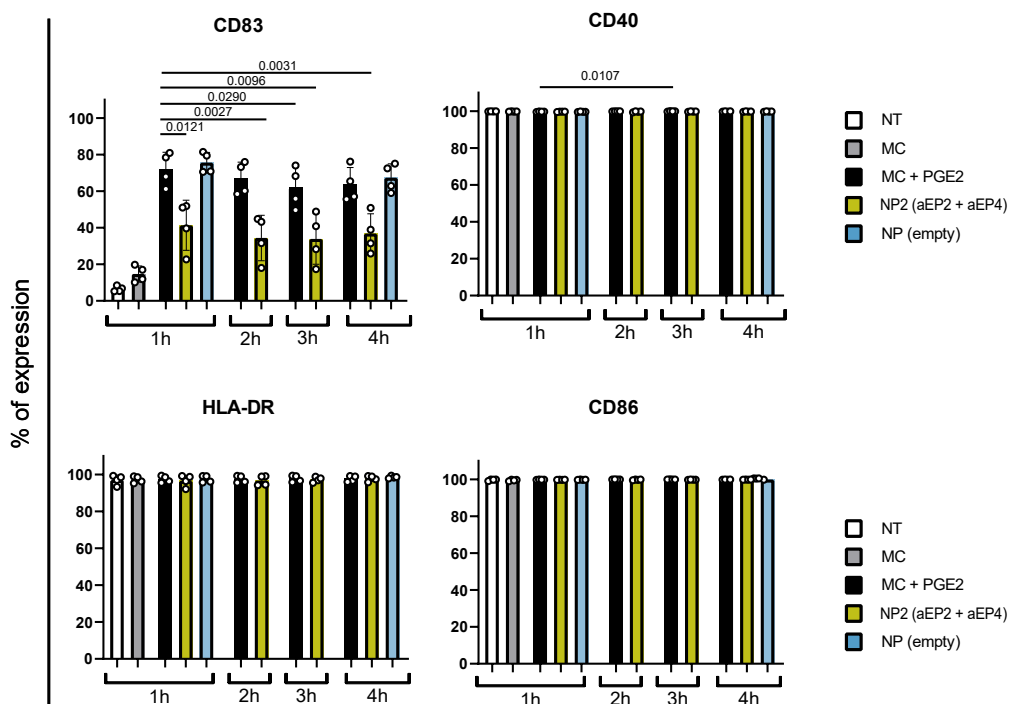 % of expression
CD83
0.0031
0.0096
0.0290
0.0027
0.0121
100
80
60
40
20
0
1h
2h
3h
4h
CD40
0.0107
100
80
60
40
20
0
1h
2h
3h
4h
NT
MC
MC + PGE2
NP2 (aEP2 + aEP4)
NP (empty)
HLA-DR
100
80
60
40
20
0
1h
2h
3h
4h
CD86
100
80
60
40
20
0
1h
2h
3h
4h
NT
MC
MC + PGE2
NP2 (aEP2 + aEP4)
NP (empty)